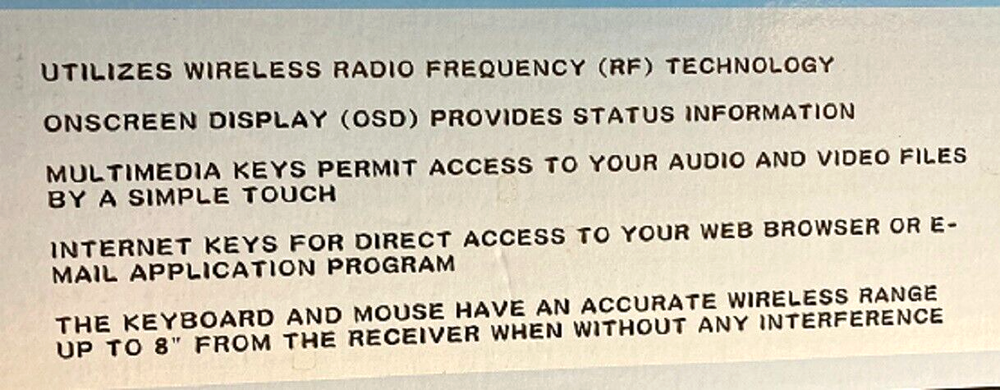 UTILIZES WIRELESS RADIO FREQUENCY (RF) TECHNOLOGY
ONSCREEN DISPLAY (OSD) PROVIDES STATUS INFORMATION
MULTIMEDIA KEYS PERMIT ACCESS TO YOUR AUDIO AND VIDEO FILES
BY A SIMPLE TOUCH
INTERNET KEYS FOR DIRECT ACCESS TO YOUR WEB BROWSER OR E-
MAIL APPLICATION PROGRAM
THE KEYBOARD AND MOUSE HAVE AN ACCURATE WIRELESS RANGE
UP TO 8" FROM THE RECEIVER WHEN WITHOUT ANY INTERFERENCE